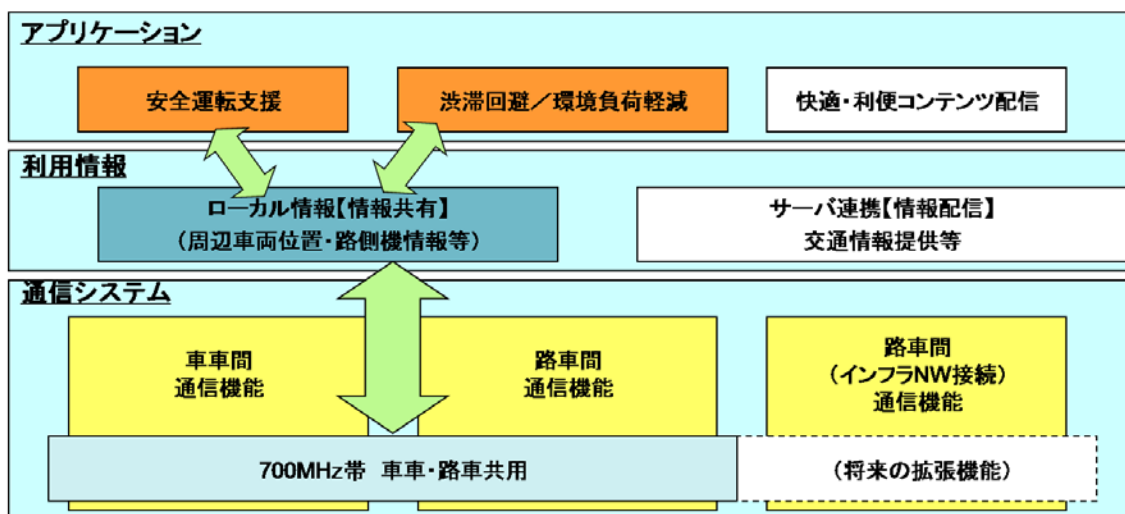 アプリケーション
安全運転支援
渋滞回避／環境負荷軽減
快適・利便コンテンツ配信
利用情報
ローカル情報【情報共有】
（周辺車両位置・路側機情報等）
サーバ連携【情報配信】
交通情報提供等
通信システム
車車間
通信機能
路車間
通信機能
路車間
（インフラNW接続）
通信機能
700MHz帯 車車・路車共用
（将来の拡張機能）